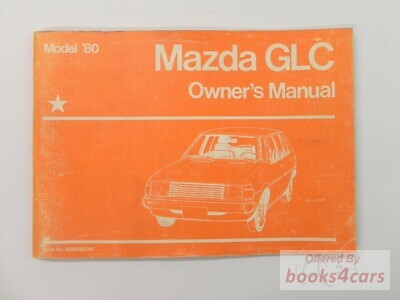 Model '80
Mazda GLC
Owner's Manual
Offered By
books4cars